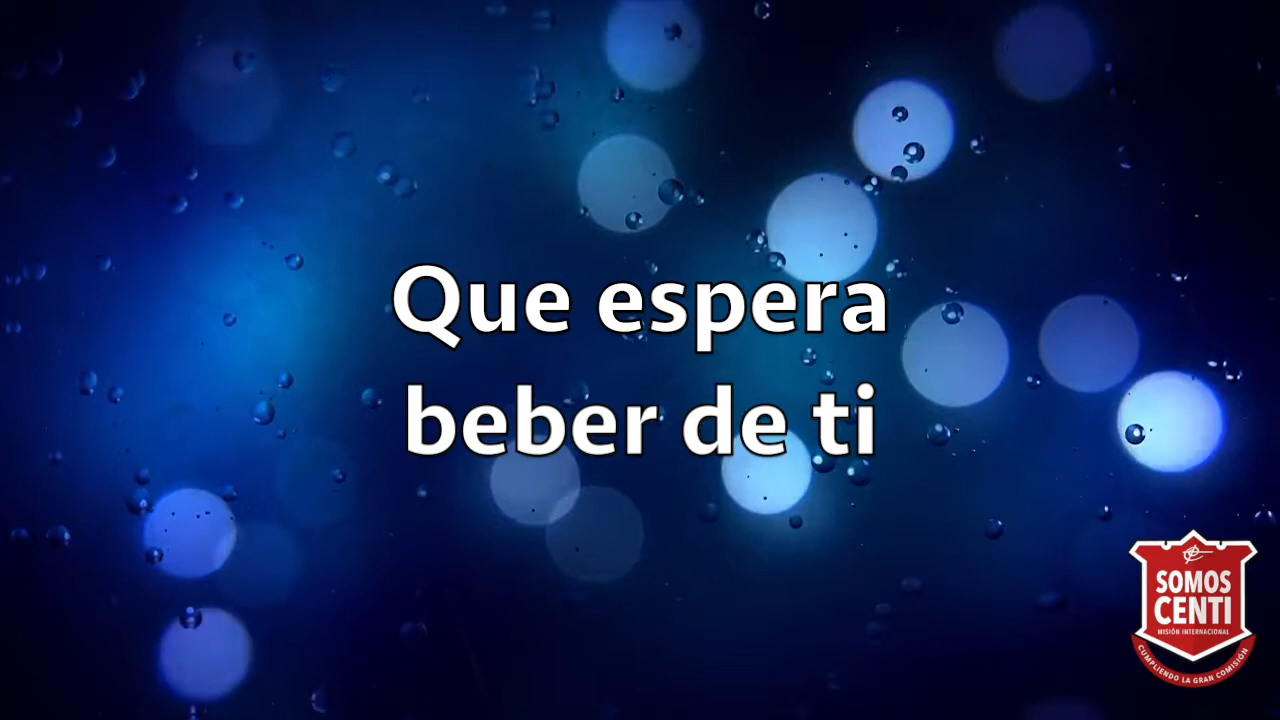 Que espera
beber de ti
SOMOS
CENTI
MISIÓN INTERNACIONAL
CUMPLIENDO LA GRAN COMISIÓN